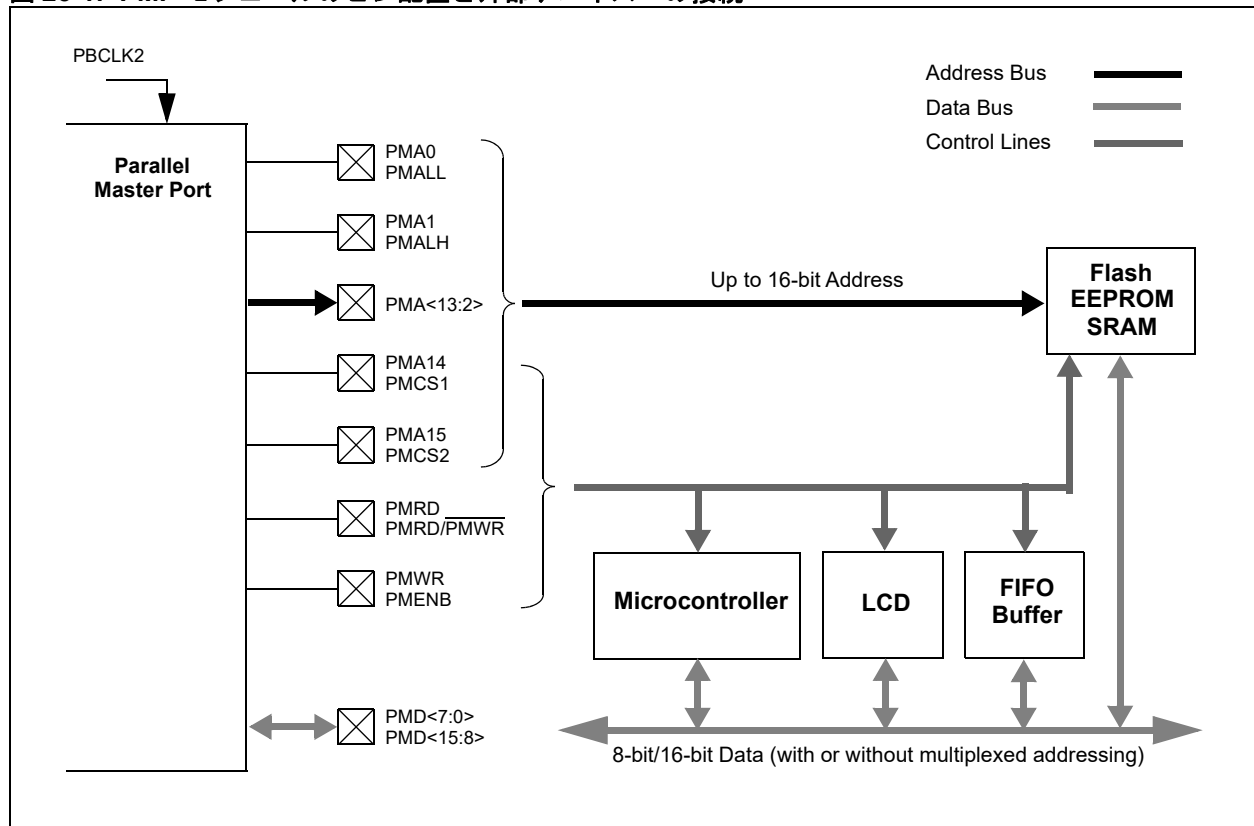 PBCLK2
Parallel
Master Port
PMA0
PMALL
PMA1
PMALH
PMA<13:2>
PMA14
PMCS1
PMA15
PMCS2
PMRD
PMRD/PMWR
PMWR
PMENB
PMD<7:0>
PMD<15:8>
Address Bus
Data Bus
Control Lines
Up to 16-bit Address
Flash
EEPROM
SRAM
Microcontroller
LCD
FIFO
Buffer
8-bit/16-bit Data (with or without multiplexed addressing)